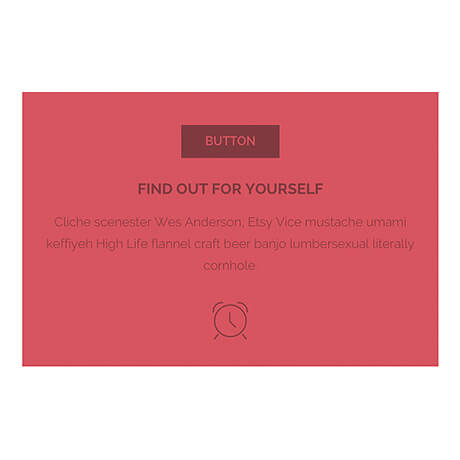 BUTTON
FIND OUT FOR YOURSELF
Cliche scenester Wes Anderson, Etsy Vice mustache umami
keffiyeh High Life flannel craft beer banjo lumbersexual literally
cornhole